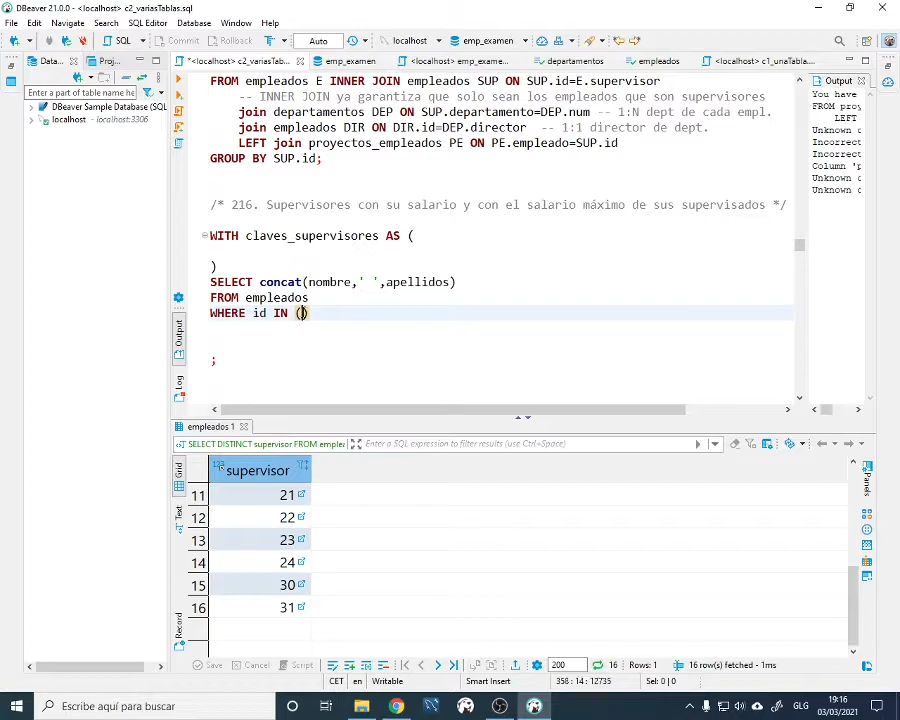 DBeaver 21.0.0 - <localhost> c2_variasTablas.sql
File Edit Navigate Search SQL Editor Database Window Help
SQL Commit Rollback Auto localhost emp_examen
Data... Proj... *<localhost> c2_variasTab... <localhost> emp_exame... departamentos empleados <localhost> c1_unaTabla.... Output
Enter a part of table name he
DBeaver Sample Database (SQL
localhost :3306
FROM empleados E INNER JOIN empleados SUP ON SUP.id=E.supervisor
-- INNER JOIN ya garantiza que solo sean los empleados que son supervisores
join departamentos DEP ON SUP.departamento=DEP.num -- 1:N dept de cada empl.
join empleados DIR ON DIR.id=DEP.director -- 1:1 director de dept.
LEFT join proyectos_empleados PE ON PE.empleado=SUP.id
GROUP BY SUP.id;
/* 216. Supervisores con su salario y con el salario máximo de sus supervisados */
WITH claves_supervisores AS (
)
SELECT concat(nombre,' ',apellidos)
FROM empleados
WHERE id IN ()
;
You have
FROM proy
LEFT
Unknown c
Incorrect
Incorrect
Column 'p
Unknown c
Unknown c
Output
Log
empleados 1
SELECT DISTINCT supervisor FROM emplea Enter a SQL expression to filter results (use Ctrl+Space)
Grid
Text
Record
Panels
123 supervisor
11 21
12 22
13 23
14 24
15 30
16 31
Save Cancel Script 200 16 Rows: 1 16 row(s) fetched - 1ms
CET en Writable Smart Insert 358 : 14 : 12735 Sel: 0 | 0
Escribe aquí para buscar
GLG
19:16
03/03/2021